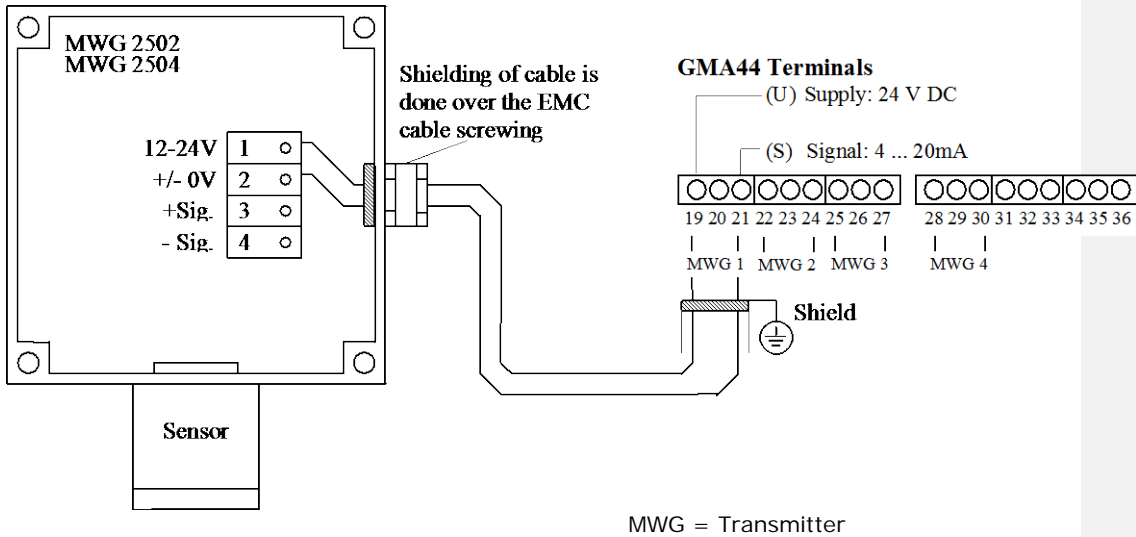 MWG 2502
MWG 2504
12-24V 1
+/- 0V 2
+Sig. 3
- Sig. 4
Sensor
Shielding of cable is
done over the EMC
cable screwing
GMA44 Terminals
(U) Supply: 24 V DC
(S) Signal: 4 ... 20mA
19 20 21 22 23 24 25 26 27 28 29 30 31 32 33 34 35 36
MWG 1 MWG 2 MWG 3 MWG 4
Shield
MWG = Transmitter